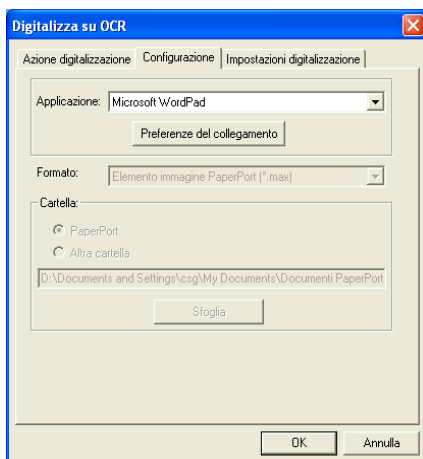 Digitalizza su OCR
Azione digitalizzazione Configurazione Impostazioni digitalizzazione
Applicazione: Microsoft WordPad
Preferenze del collegamento
Formato: Elemento immagine PaperPort (*.max)
Cartella:
PaperPort
Altra cartella
D:\Documents and Settings\csg\My Documents\Documenti PaperPort
Sfoglia
OK Annulla